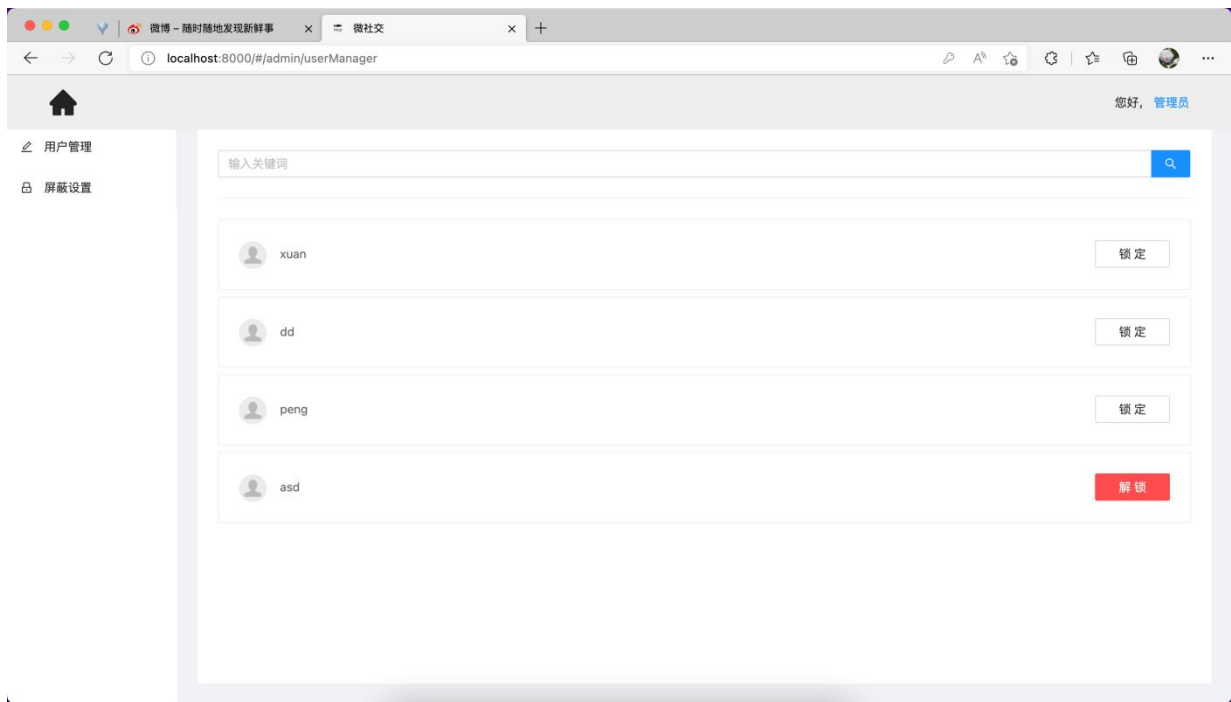 微博 – 随时随地发现新鲜事
微社交
localhost:8000/#/admin/userManager
您好, 管理员
用户管理
屏蔽设置
输入关键词
xuan 锁 定
dd 锁 定
peng 锁 定
asd 解 锁